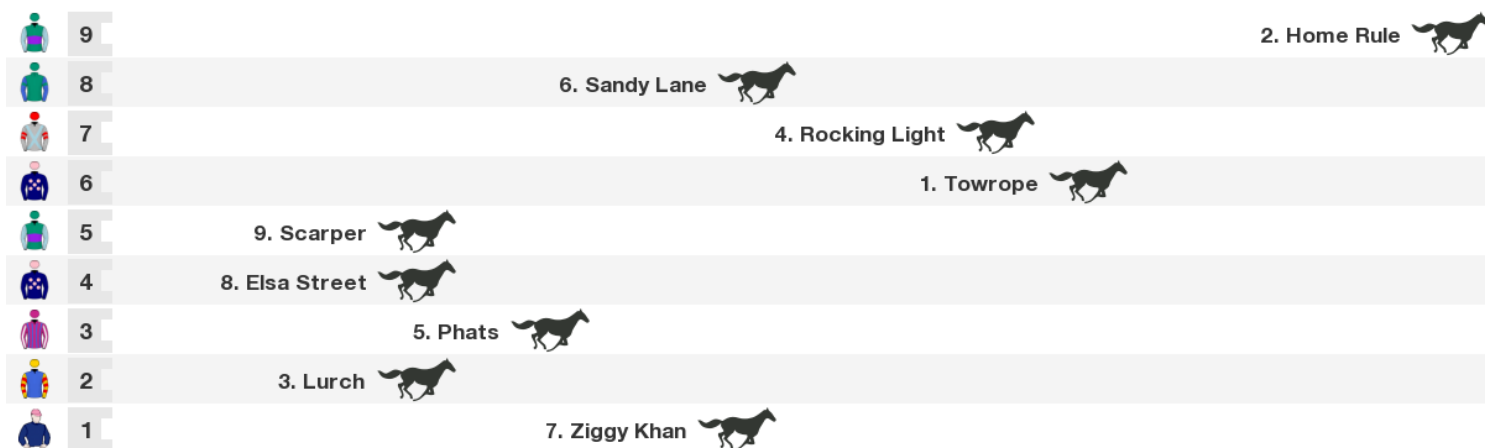 9 2. Home Rule
8 6. Sandy Lane
7 4. Rocking Light
6 1. Towrope
5 9. Scarper
4 8. Elsa Street
3 5. Phats
2 3. Lurch
1 7. Ziggy Khan